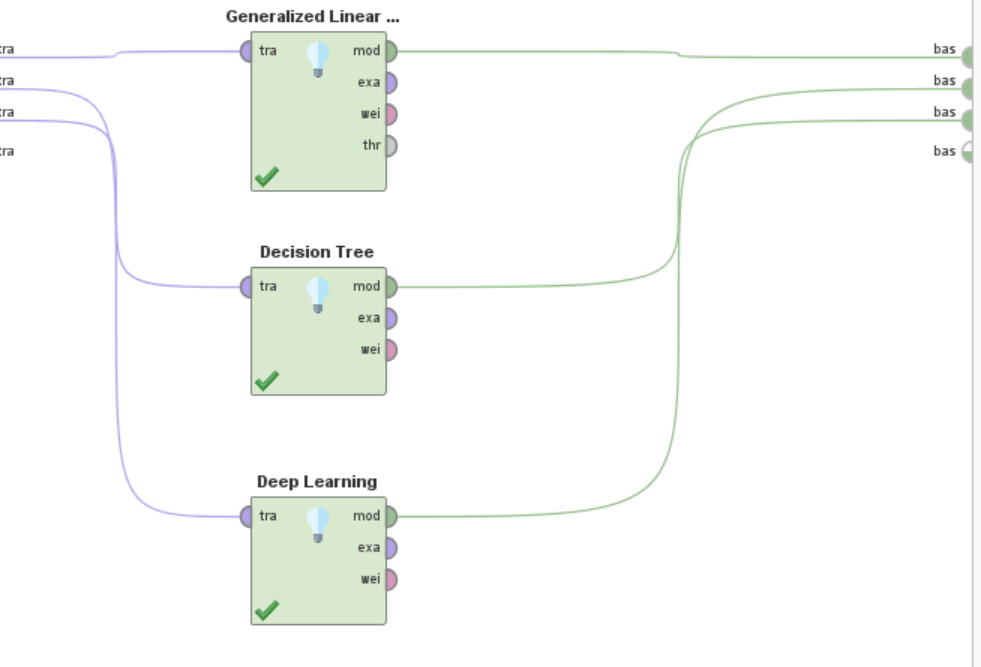 Generalized Linear ...
tra tra mod bas
tra exa bas
tra wei bas
tra thr bas
Decision Tree
tra mod
exa
wei
Deep Learning
tra mod
exa
wei